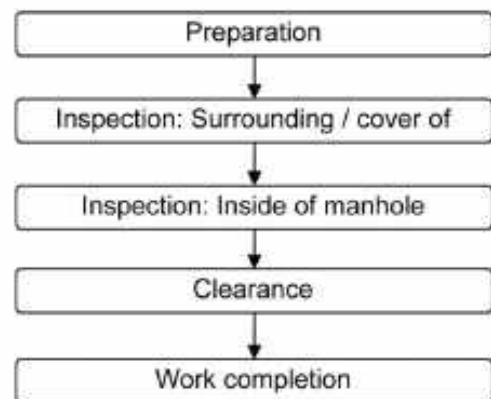 Preparation
Inspection: Surrounding / cover of
Inspection: Inside of manhole
Clearance
Work completion